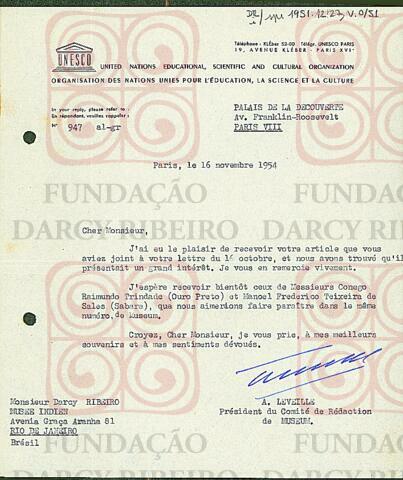 DR/ 1951.12.23 V.0/51
UNESCO
Téléphone - KLéber 52-00 Télégr. UNESCO PARIS
19, AVENUE KLÉBER - PARIS XVIᵉ
UNITED NATIONS EDUCATIONAL, SCIENTIFIC AND CULTURAL ORGANIZATION
ORGANISATION DES NATIONS UNIES POUR L'ÉDUCATION, LA SCIENCE ET LA CULTURE
In your reply, please refer to :
En répondant, veuillez rappeler :
N° 947 al-gr
PALAIS DE LA DECOUVERTE
Av. Franklin-Roosevelt
PARIS VIII
Paris, le 16 novembre 1954
FUNDAÇÃO
DARCY RIBEIRO
Cher Monsieur,
J'ai eu le plaisir de recevoir votre article que vous
aviez joint à votre lettre du 16 octobre, et nous avons trouvé qu'il
présentait un grand intérêt. Je vous en remercie vivement.
J'espère recevoir bientôt ceux de Messieurs Conego
Raimundo Trindade (Ouro Preto) et Manoel Frederico Teixeira de
Sales (Sabara), que nous aimerions faire paraître dans le même
numéro de Museum.
Croyez, Cher Monsieur, je vous prie, à mes meilleurs
souvenirs et à mes sentiments dévoués.
A. LEVEILLE
Président du Comité de Rédaction
de MUSEUM.
Monsieur Darcy RIBEIRO
MUSEE INDIEN
Avenia Graça Aranha 81
RIO DE JANEIRO
Brésil
FUNDAÇÃO
DARCY RIBEIRO